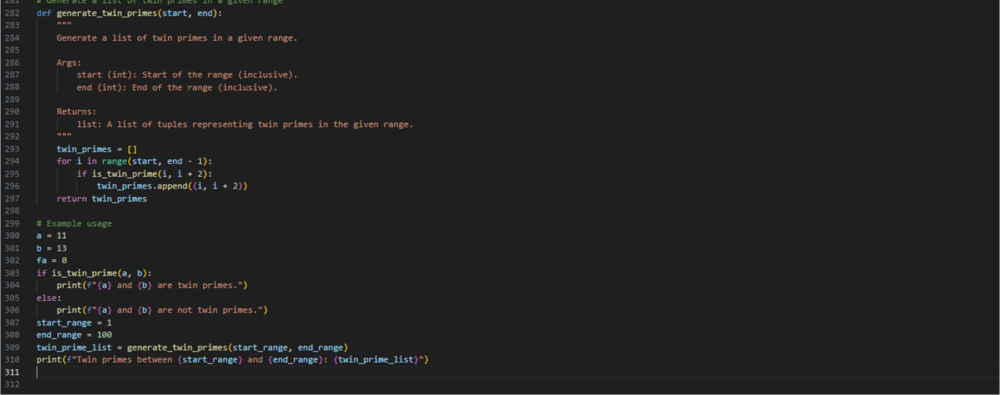 281 # Generate a list of twin primes in a given range
282 def generate_twin_primes(start, end):
283     """
284     Generate a list of twin primes in a given range.
285
286     Args:
287         start (int): Start of the range (inclusive).
288         end (int): End of the range (inclusive).
289
290     Returns:
291         list: A list of tuples representing twin primes in the given range.
292     """
293     twin_primes = []
294     for i in range(start, end - 1):
295         if is_twin_prime(i, i + 2):
296             twin_primes.append((i, i + 2))
297     return twin_primes
298
299 # Example usage
300 a = 11
301 b = 13
302 fa = 0
303 if is_twin_prime(a, b):
304     print(f"{a} and {b} are twin primes.")
305 else:
306     print(f"{a} and {b} are not twin primes.")
307 start_range = 1
308 end_range = 100
309 twin_prime_list = generate_twin_primes(start_range, end_range)
310 print(f"Twin primes between {start_range} and {end_range}: {twin_prime_list}")
311
312